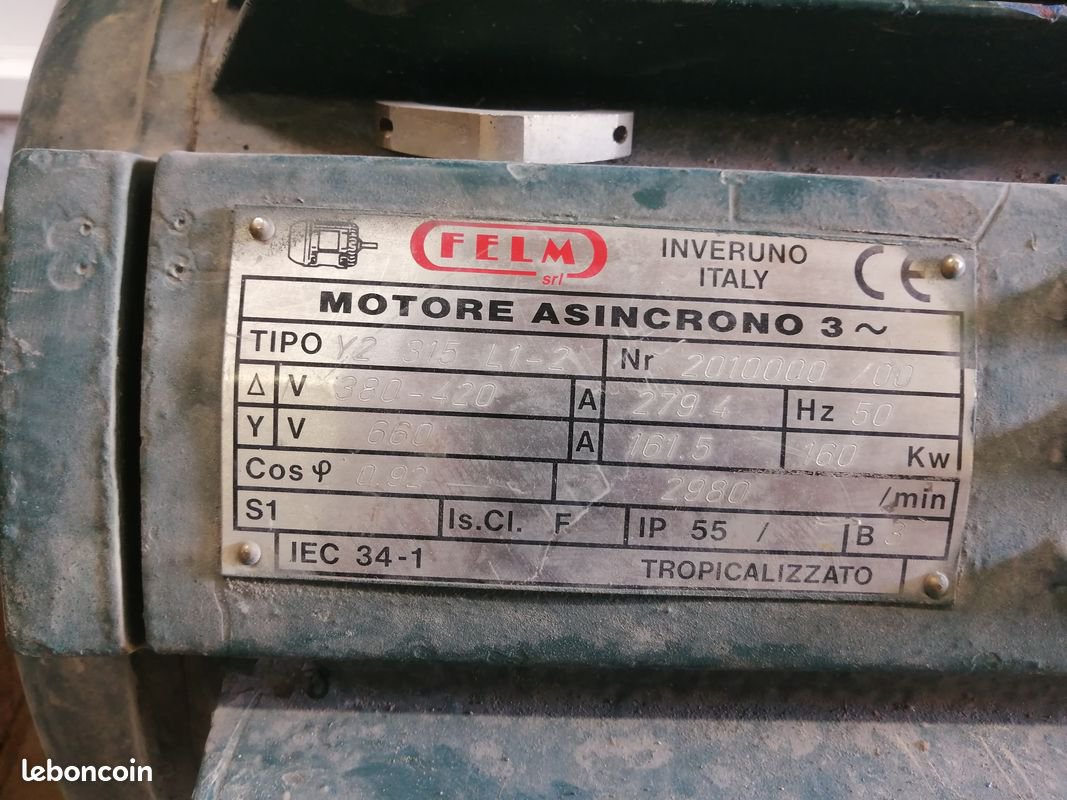 FELM
srl
INVERUNO
ITALY
CE
MOTORE ASINCRONO 3~
TIPO Y2 315 L1-2 Nr 2010000 /00
Δ V 380-420 A 279.4 Hz 50
Y V 660 A 161.5 160 Kw
Cos φ 0.92 2980 /min
S1 Is.Cl. F IP 55 / B 3
IEC 34-1 TROPICALIZZATO
leboncoin